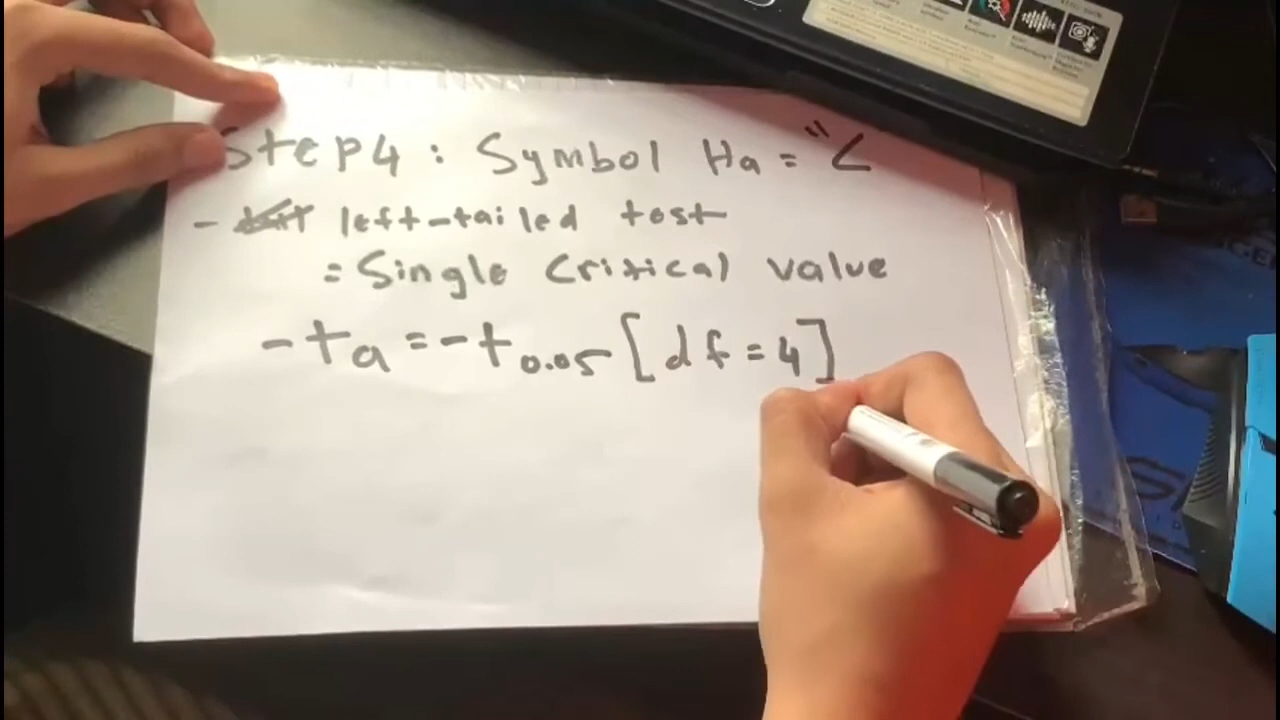 Step4 : Symbol Ha = "<
- left-tailed test
= Single Critical value
-ta = -t0.05 [df = 4]